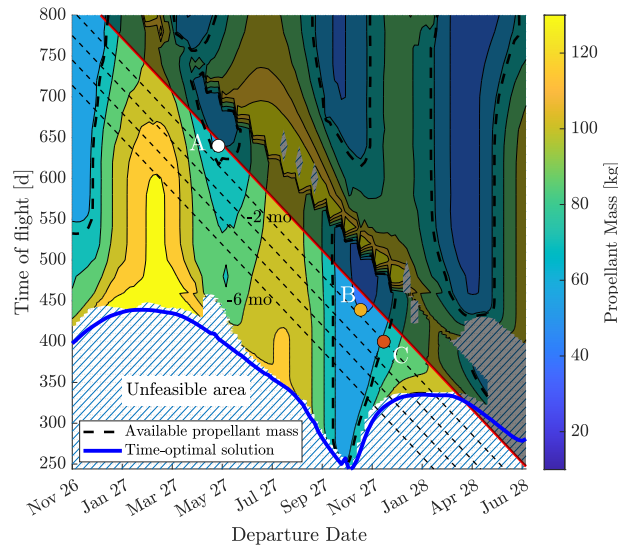 800
750
700
650
600
550
500
450
400
350
300
250
Time of flight [d]
A
-2 mo
-6 mo
B
C
Unfeasible area
Available propellant mass
Time-optimal solution
Nov 26
Jan 27
Mar 27
May 27
Jul 27
Sep 27
Nov 27
Jan 28
Apr 28
Jun 28
Departure Date
120
100
80
60
40
20
Propellant Mass [kg]